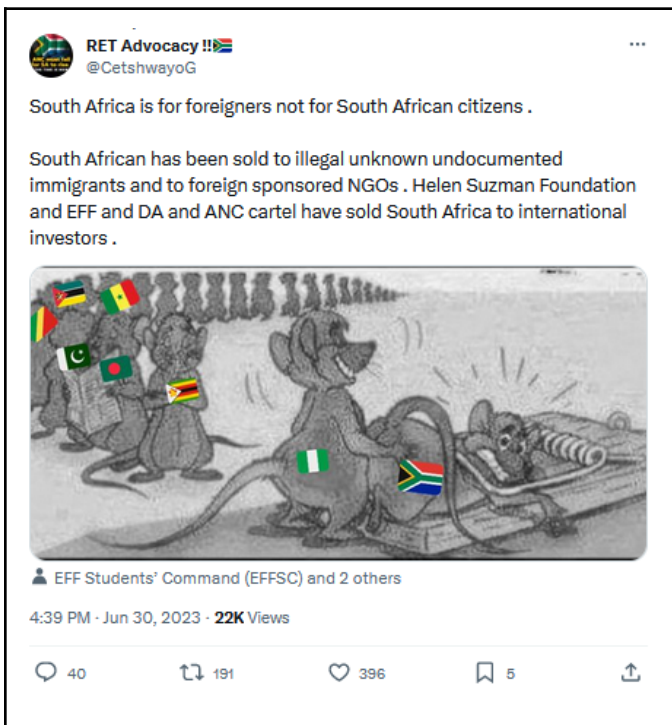 RET Advocacy !!🇿🇦
@CetshwayoG
South Africa is for foreigners not for South African citizens .
South African has been sold to illegal unknown undocumented
immigrants and to foreign sponsored NGOs . Helen Suzman Foundation
and EFF and DA and ANC cartel have sold South Africa to international
investors .
EFF Students' Command (EFFSC) and 2 others
4:39 PM · Jun 30, 2023 · 22K Views
40 191 396 5